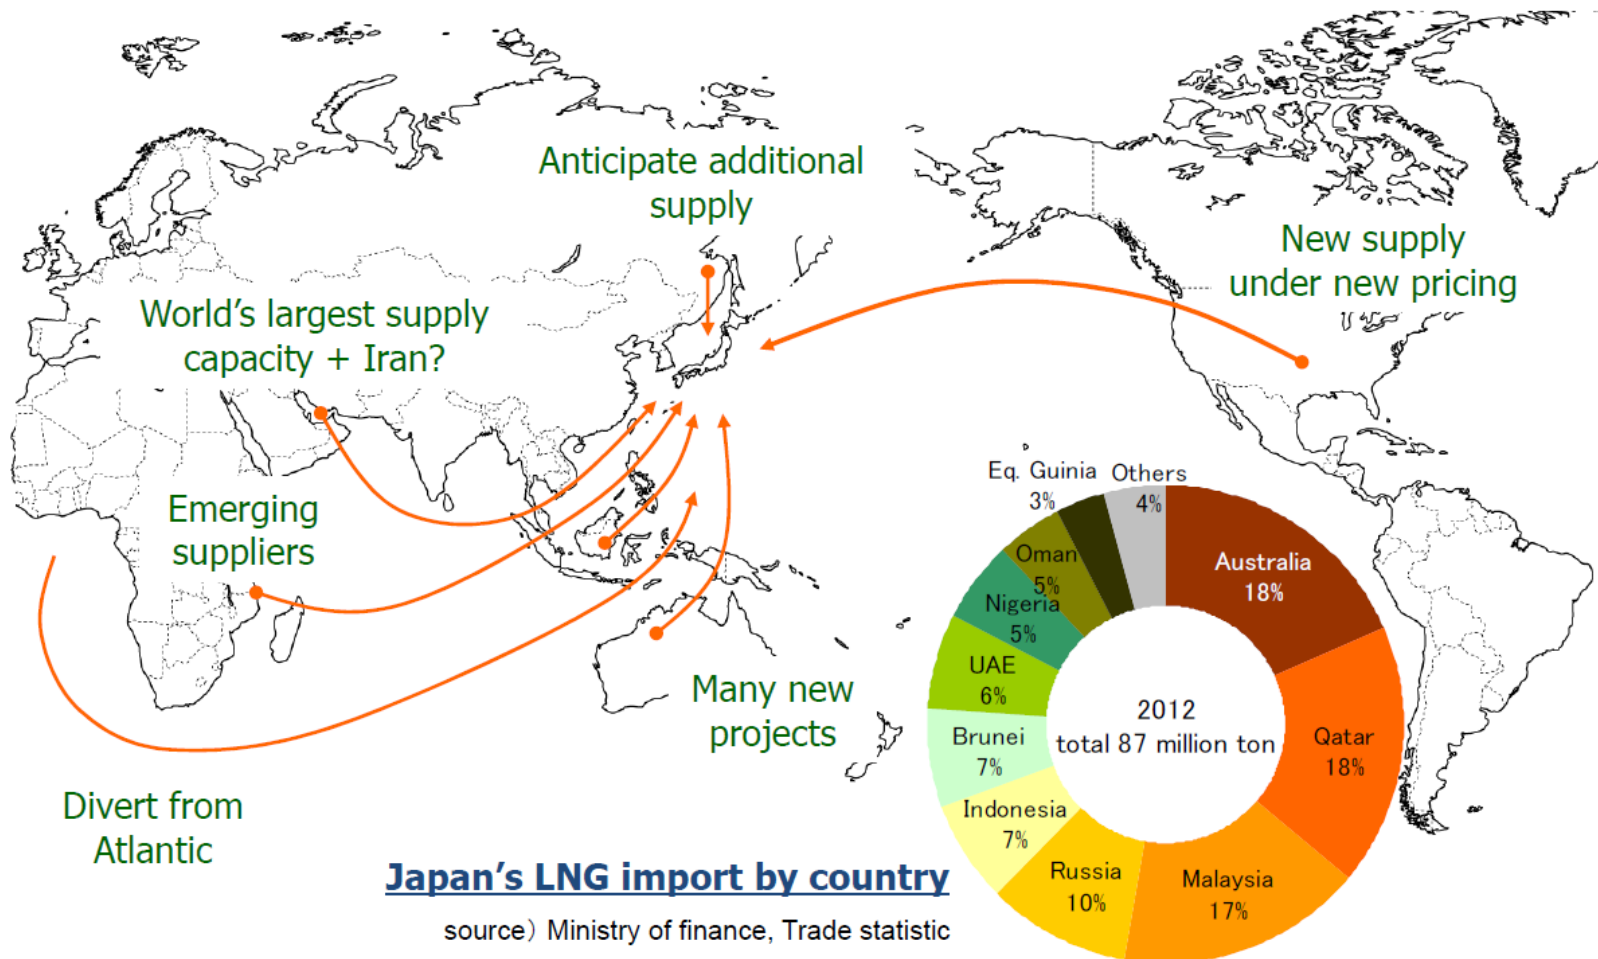 Anticipate additional
supply
New supply
under new pricing
World's largest supply
capacity + Iran?
Emerging
suppliers
Many new
projects
Divert from
Atlantic
Eq. Guinia
3%
Others
4%
Australia
18%
Qatar
18%
Malaysia
17%
Russia
10%
Indonesia
7%
Brunei
7%
UAE
6%
Nigeria
5%
Oman
5%
2012
total 87 million ton
Japan's LNG import by country
source）Ministry of finance, Trade statistic